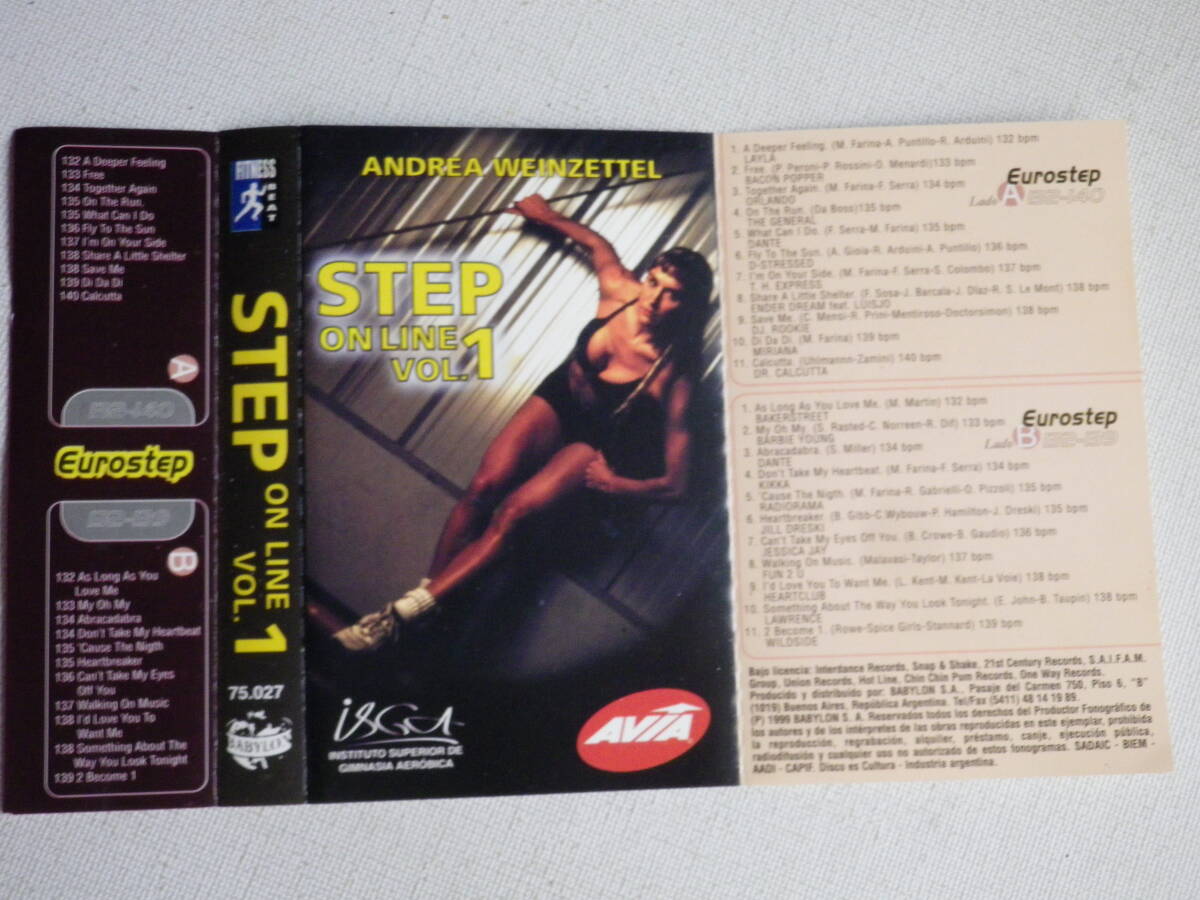 132 A Deeper Feeling
133 Free
134 Together Again
135 On The Run.
135 What Can I Do
136 Fly To The Sun
137 I'm On Your Side
138 Share A Little Shelter
138 Save Me
139 Di Da Di
140 Calcutta
A
Eurostep
B
132 As Long As You
Love Me
133 My Oh My
134 Abracadabra
134 Don't Take My Heartbeat
135 'Cause The Nigth
135 Heartbreaker
136 Can't Take My Eyes
Off You
137 Walking On Music
138 I'd Love You To
Want Me
138 Something About The
Way You Look Tonight
139 2 Become 1
FITNESS
BEAT
STEP
ON LINE
VOL. 1
75.027
THE
BABYLON
ANDREA WEINZETTEL
STEP
ON LINE
VOL. 1
isga
INSTITUTO SUPERIOR DE
GIMNASIA AERÓBICA
AVIA
Eurostep
Lado A 132-140
1. A Deeper Feeling. (M. Farina-A. Puntillo-R. Arduini) 132 bpm
LAYLA
2. Free. (P. Peroni-P. Rossini-O. Menardi)133 bpm
BACON POPPER
3. Together Again. (M. Farina-F. Serra) 134 bpm
ORLANDO
4. On The Run. (Da Boss)135 bpm
THE GENERAL
5. What Can I Do. (F. Serra-M. Farina) 135 bpm
DANTE
6. Fly To The Sun. (A. Gioia-R. Arduini-A. Puntillo) 136 bpm
D-STRESSED
7. I'm On Your Side. (M. Farina-F. Serra-S. Colombo) 137 bpm
T. H. EXPRESS
8. Share A Little Shelter. (F. Sosa-J. Barcala-J. Díaz-R. S. Le Mont) 138 bpm
ENDER DREAM feat. LUISJO
9. Save Me. (C. Mensi-R. Prini-Mentiroso-Doctorsimon) 138 bpm
DJ. ROOKIE
10. Di Da Di. (M. Farina) 139 bpm
MIRIANA
11. Calcutta. (Uhlmannn-Zamini) 140 bpm
DR. CALCUTTA
Eurostep
Lado B
1. As Long As You Love Me. (M. Martin) 132 bpm
BAKERSTREET
2. My Oh My. (S. Rasted-C. Norreen-R. Dif) 133 bpm
BARBIE YOUNG
3. Abracadabra. (S. Miller) 134 bpm
DANTE
4. Don't Take My Heartbeat. (M. Farina-F. Serra) 134 bpm
KIKKA
5. 'Cause The Nigth. (M. Farina-R. Gabrielli-O. Pizzoli) 135 bpm
RADIORAMA
6. Heartbreaker. (B. Gibb-C.Wybouw-P. Hamilton-J. Dreski) 135 bpm
JILL DRESKI
7. Can't Take My Eyes Off You. (B. Crowe-B. Gaudio) 136 bpm
JESSICA JAY
8. Walking On Music. (Malavasi-Taylor) 137 bpm
FUN 2 U
9. I'd Love You To Want Me. (L. Kent-M. Kent-La Voie) 138 bpm
HEARTCLUB
10. Something About The Way You Look Tonight. (E. John-B. Taupin) 138 bpm
LAWRENCE
11. 2 Become 1. (Rowe-Spice Girls-Stannard) 139 bpm
WILDSIDE
Bajo licencia: Interdance Records, Snap & Shake, 21st Century Records, S.A.I.F.A.M.
Group, Union Records, Hot Line, Chin Chin Pum Records, One Way Records.
Producido y distribuido por: BABYLON S.A., Pasaje del Carmen 750, Piso 6, "B"
(1019) Buenos Aires, República Argentina. Tel/Fax (5411) 48 14 19 89.
(P) 1999 BABYLON S. A. Reservados todos los derechos del Productor Fonográfico de
los autores y de los intérpretes de las obras reproducidas en este ejemplar, prohibida
la reproducción, regrabación, alquiler, préstamo, canje, ejecución pública,
radiodifusión y cualquier uso no autorizado de estos fonogramas. SADAIC - BIEM -
AADI - CAPIF. Disco es Cultura - Industria argentina.